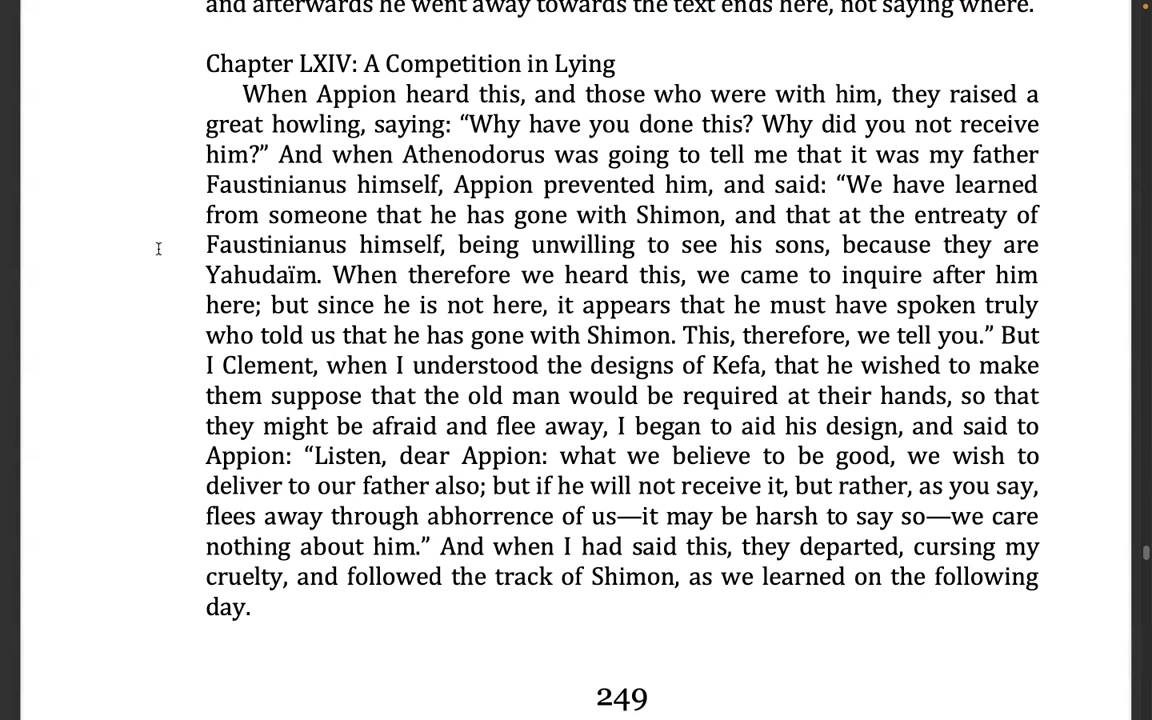 and afterwards he went away towards the text ends here, not saying where.
Chapter LXIV: A Competition in Lying
When Appion heard this, and those who were with him, they raised a
great howling, saying: “Why have you done this? Why did you not receive
him?” And when Athenodorus was going to tell me that it was my father
Faustinianus himself, Appion prevented him, and said: “We have learned
from someone that he has gone with Shimon, and that at the entreaty of
Faustinianus himself, being unwilling to see his sons, because they are
Yahudaïm. When therefore we heard this, we came to inquire after him
here; but since he is not here, it appears that he must have spoken truly
who told us that he has gone with Shimon. This, therefore, we tell you.” But
I Clement, when I understood the designs of Kefa, that he wished to make
them suppose that the old man would be required at their hands, so that
they might be afraid and flee away, I began to aid his design, and said to
Appion: “Listen, dear Appion: what we believe to be good, we wish to
deliver to our father also; but if he will not receive it, but rather, as you say,
flees away through abhorrence of us—it may be harsh to say so—we care
nothing about him.” And when I had said this, they departed, cursing my
cruelty, and followed the track of Shimon, as we learned on the following
day.
249